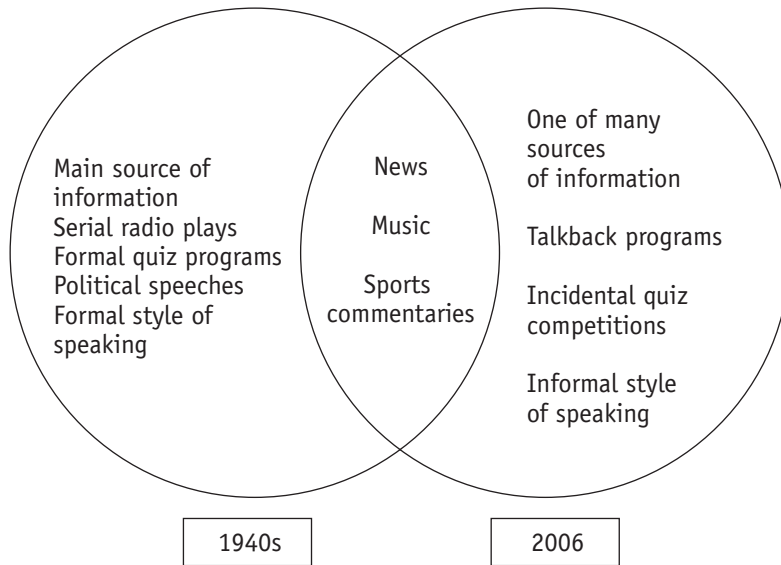 Main source of
information
Serial radio plays
Formal quiz programs
Political speeches
Formal style of
speaking
News
Music
Sports
commentaries
One of many
sources
of information
Talkback programs
Incidental quiz
competitions
Informal style
of speaking
1940s
2006